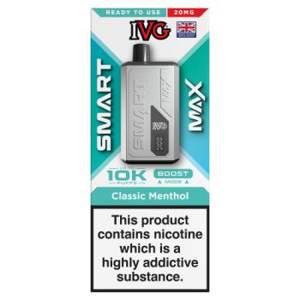 READY TO USE 20MG
IVG
SMART
MAX
SMART
10K
PUFFS
BOOST
MODE
Classic Menthol
This product
contains nicotine
which is a highly
addictive
substance.